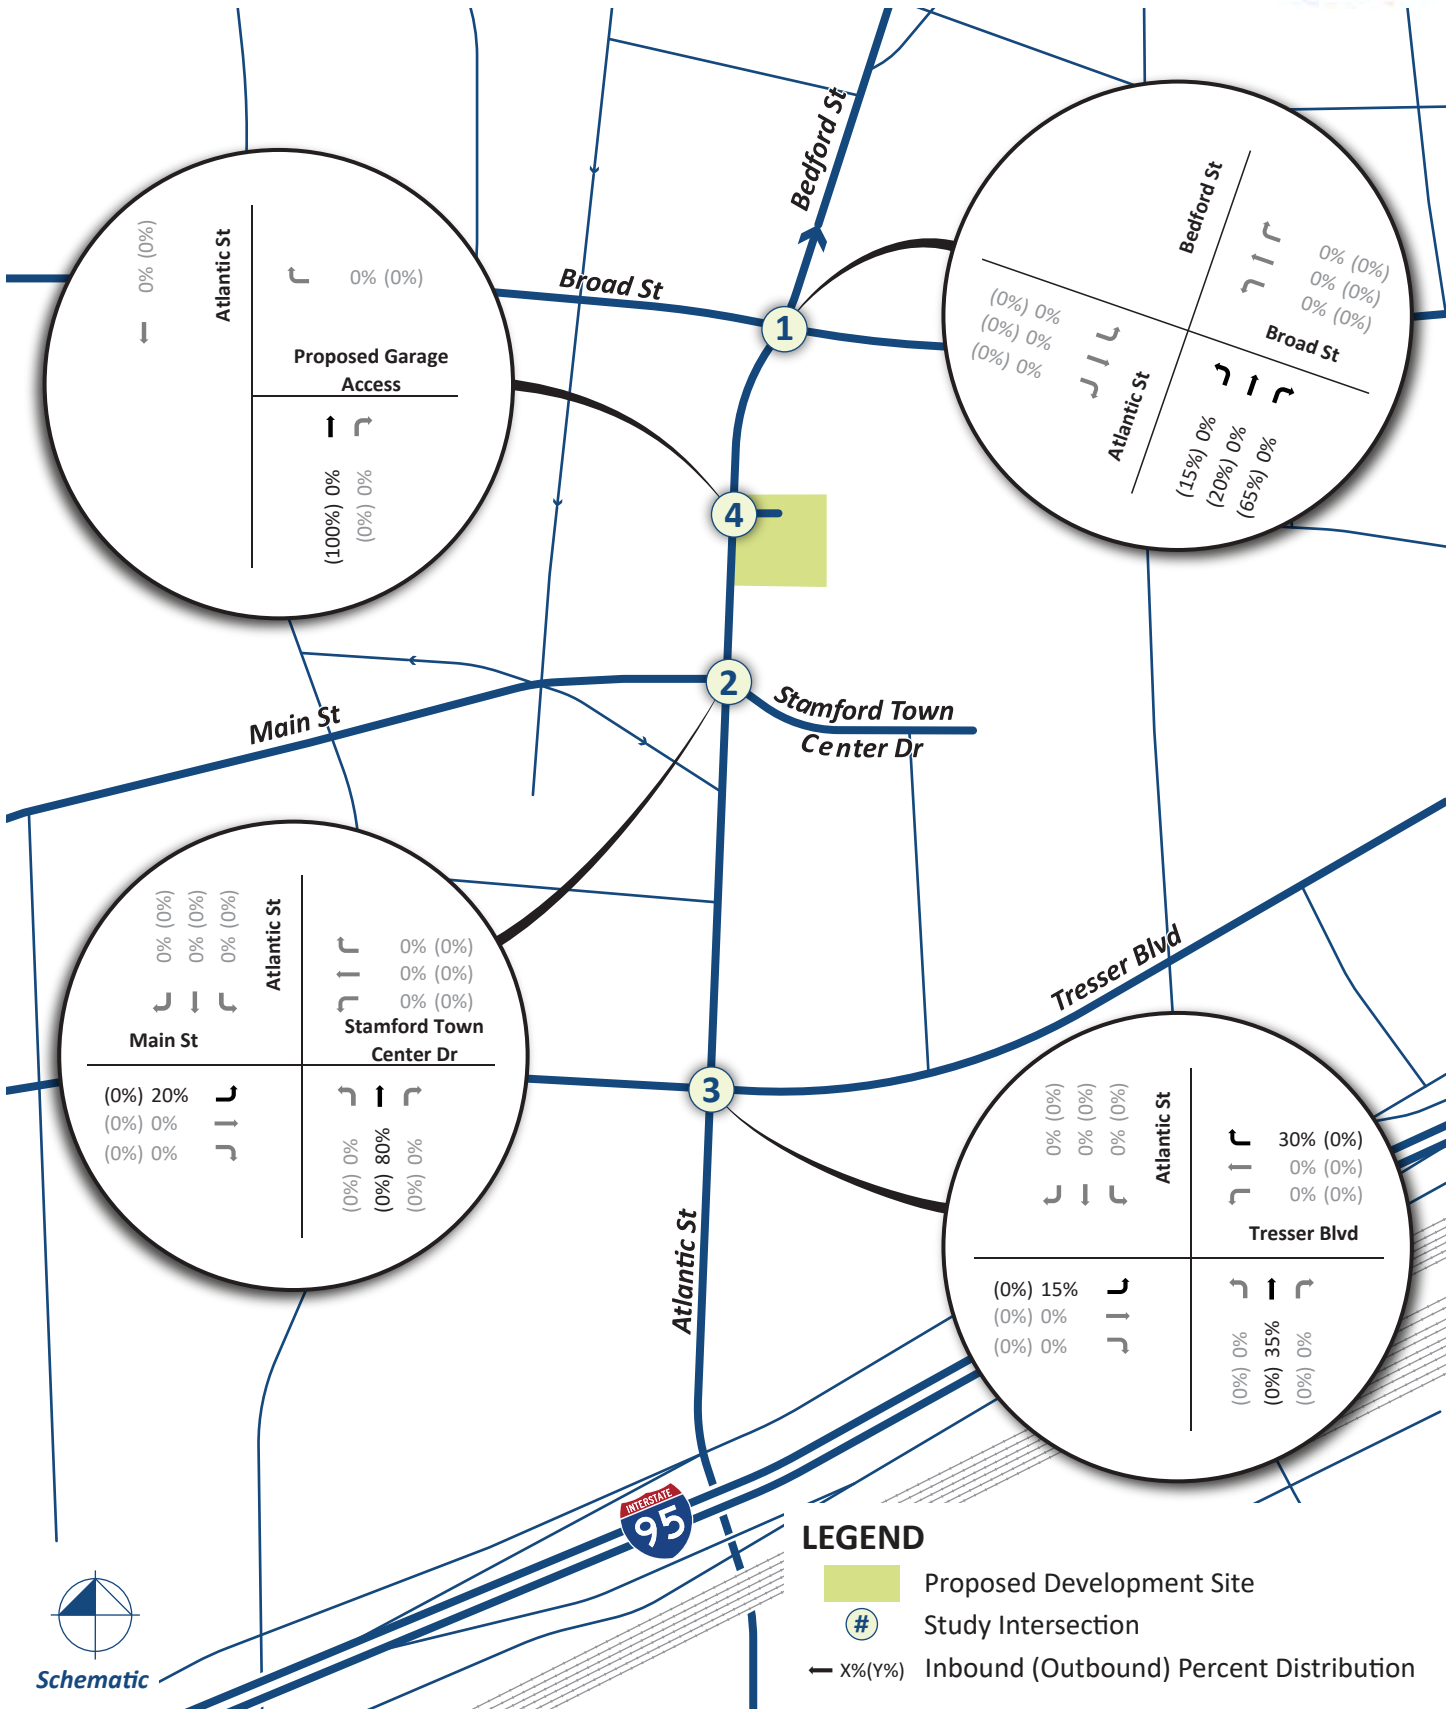 Bedford St
Broad St
1
4
2
3
Main St
Stamford Town
Center Dr
Tresser Blvd
Atlantic St
INTERSTATE
95
0% (0%)
Atlantic St
0% (0%)
Proposed Garage
Access
(100%) 0%
(0%) 0%
Bedford St
0% (0%)
0% (0%)
0% (0%)
Broad St
(0%) 0%
(0%) 0%
(0%) 0%
Atlantic St
(15%) 0%
(20%) 0%
(65%) 0%
0% (0%)
0% (0%)
0% (0%)
Atlantic St
0% (0%)
0% (0%)
0% (0%)
Main St
Stamford Town
Center Dr
(0%) 20%
(0%) 0%
(0%) 0%
(0%) 0%
(0%) 80%
(0%) 0%
0% (0%)
0% (0%)
0% (0%)
Atlantic St
30% (0%)
0% (0%)
0% (0%)
Tresser Blvd
(0%) 15%
(0%) 0%
(0%) 0%
(0%) 0%
(0%) 35%
(0%) 0%
Schematic
LEGEND
Proposed Development Site
# Study Intersection
X%(Y%) Inbound (Outbound) Percent Distribution